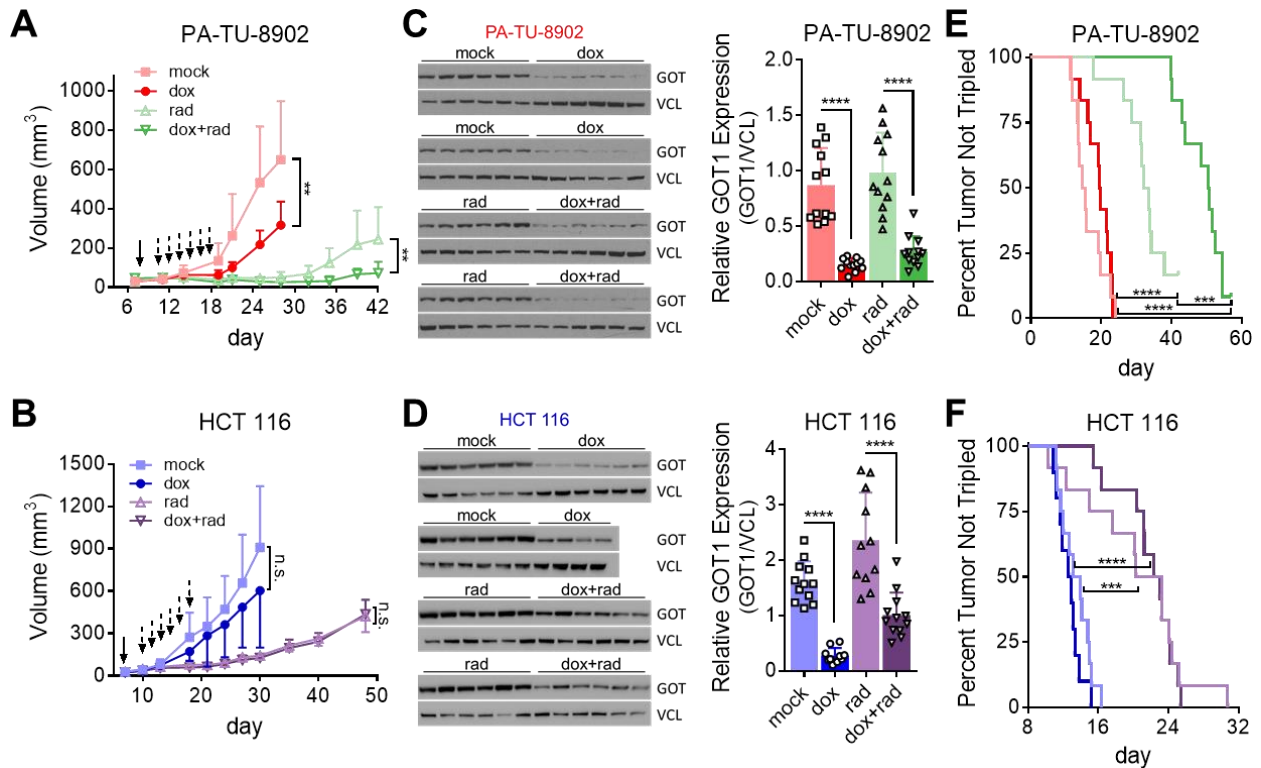 A
PA-TU-8902
mock
dox
rad
dox+rad
Volume (mm3)
1000
800
600
400
200
0
**
**
6 12 18 24 30 36 42
day
C
PA-TU-8902
mock dox
GOT
VCL
mock dox
GOT
VCL
rad dox+rad
GOT
VCL
rad dox+rad
GOT
VCL
PA-TU-8902
Relative GOT1 Expression
(GOT1/VCL)
2.0
1.5
1.0
0.5
0.0
**** ****
mock dox rad dox+rad
E
PA-TU-8902
Percent Tumor Not Tripled
100
75
50
25
0
**** ***
****
0 20 40 60
day
B
HCT 116
mock
dox
rad
dox+rad
Volume (mm3)
1500
1200
900
600
300
0
n.s.
n.s.
10 20 30 40 50
day
D
HCT 116
mock dox
GOT
VCL
mock dox
GOT
VCL
rad dox+rad
GOT
VCL
rad dox+rad
GOT
VCL
HCT 116
Relative GOT1 Expression
(GOT1/VCL)
4
3
2
1
0
**** ****
mock dox rad dox+rad
F
HCT 116
Percent Tumor Not Tripled
100
75
50
25
0
****
***
8 16 24 32
day